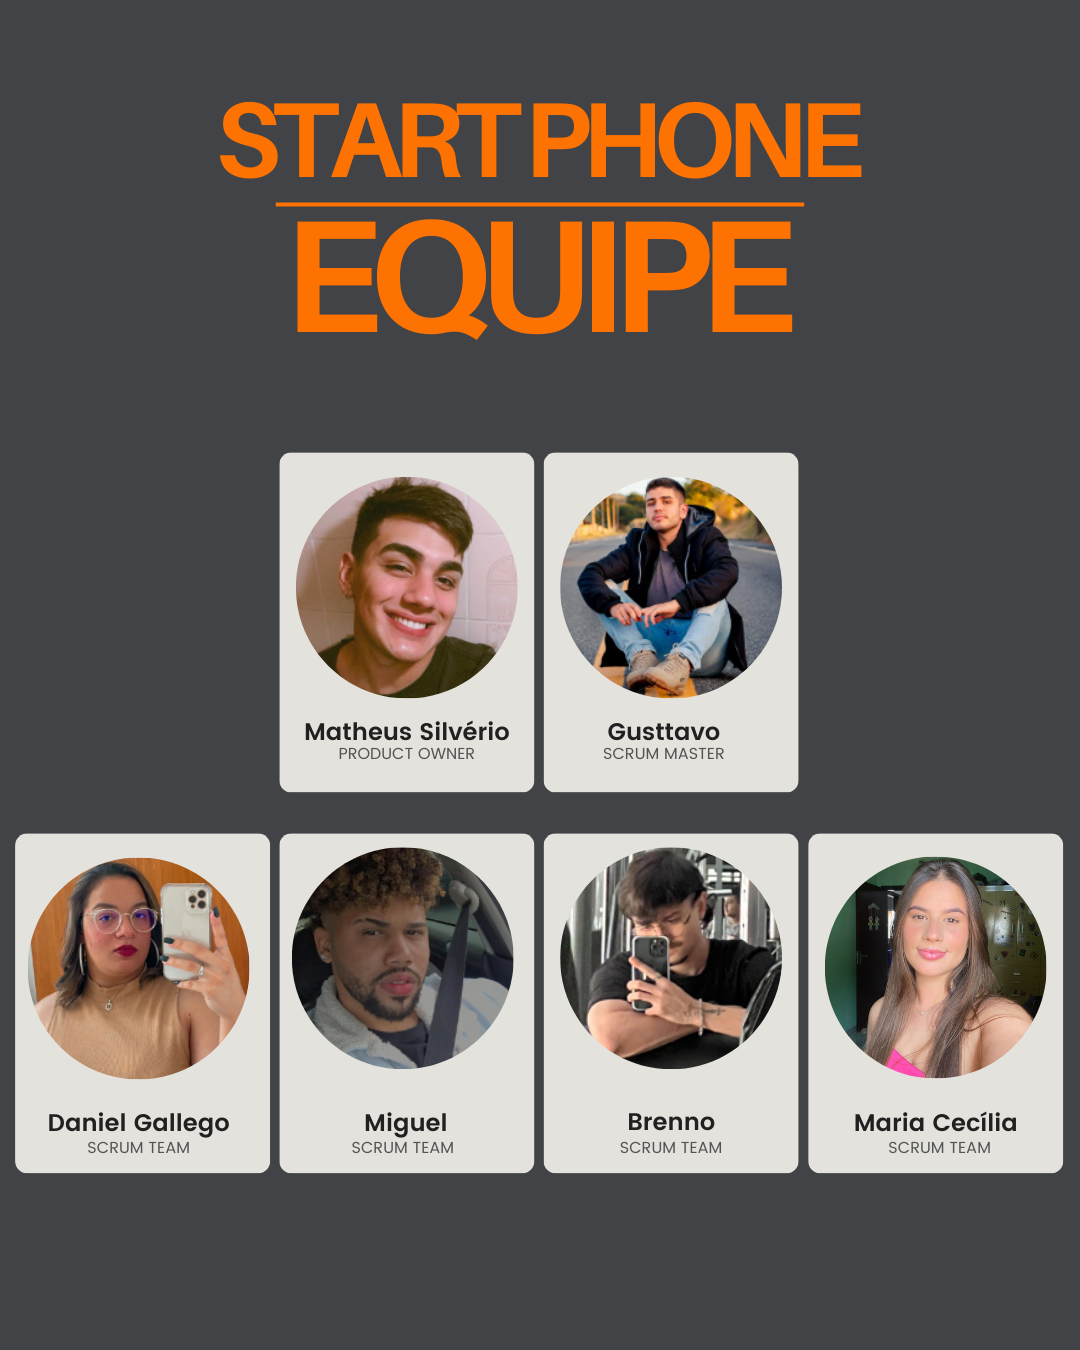 START PHONE
EQUIPE
Matheus Silvério
PRODUCT OWNER
Gusttavo
SCRUM MASTER
Daniel Gallego
SCRUM TEAM
Miguel
SCRUM TEAM
Brenno
SCRUM TEAM
Maria Cecília
SCRUM TEAM